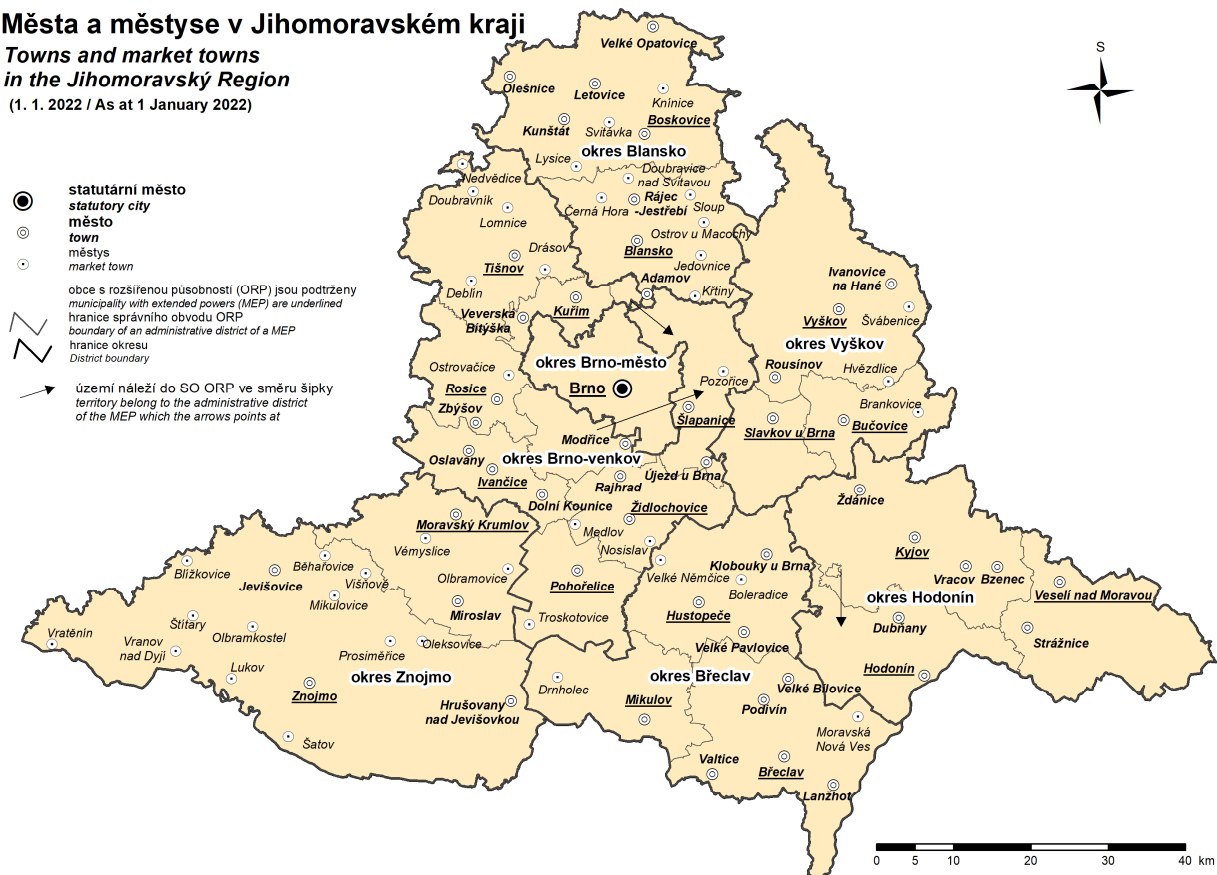 Města a městyse v Jihomoravském kraji
Towns and market towns
in the Jihomoravský Region
(1. 1. 2022 / As at 1 January 2022)
S
statutární město
statutory city
město
town
městys
market town
obce s rozšířenou působností (ORP) jsou podtrženy
municipality with extended powers (MEP) are underlined
hranice správního obvodu ORP
boundary of an administrative district of a MEP
hranice okresu
District boundary
území náleží do SO ORP ve směru šipky
territory belong to the administrative district
of the MEP which the arrows points at
Velké Opatovice
Olešnice
Letovice
Knínice
Boskovice
Kunštát
Svitávka
okres Blansko
Lysice
Doubravice
nad Svitavou
Nedvědice
Doubravník
Černá Hora
Rájec
-Jestřebí
Sloup
Lomnice
Ostrov u Macochy
Drásov
Blansko
Tišnov
Jedovnice
Adamov
Křtiny
Deblín
Kuřim
Veverská
Bítýška
Ivanovice
na Hané
Vyškov
Švábenice
okres Vyškov
okres Brno-město
Ostrovačice
Rosice
Brno
Pozořice
Rousínov
Hvězdlice
Zbýšov
Šlapanice
Slavkov u Brna
Brankovice
Bučovice
Modřice
Oslavany
okres Brno-venkov
Ivančice
Rajhrad
Újezd u Brna
Dolní Kounice
Židlochovice
Ždánice
Moravský Krumlov
Medlov
Vémyslice
Nosislav
Kyjov
Blížkovice
Běhařovice
Jevišovice
Višňové
Olbramovice
Pohořelice
Velké Němčice
Klobouky u Brna
Boleradice
Vracov
Bzenec
Veselí nad Moravou
Mikulovice
Miroslav
Hustopeče
okres Hodonín
Štítary
Olbramkostel
Troskotovice
Dubňany
Vratěnín
Vranov
nad Dyjí
Prosiměřice
Oleksovice
Velké Pavlovice
Strážnice
Lukov
okres Znojmo
okres Břeclav
Hodonín
Znojmo
Drnholec
Mikulov
Velké Bílovice
Hrušovany
nad Jevišovkou
Podivín
Šatov
Moravská
Nová Ves
Valtice
Břeclav
Lanžhot
0 5 10 20 30 40 km